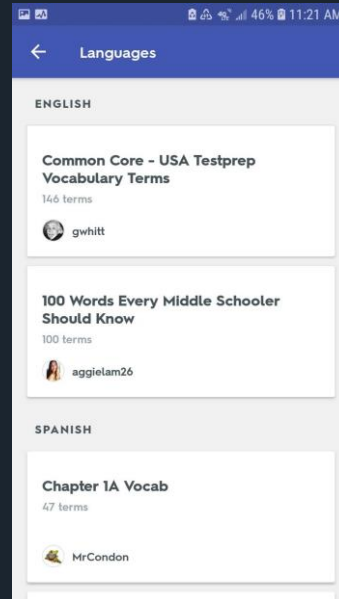 46% 11:21 AM
Languages
ENGLISH
Common Core - USA Testprep
Vocabulary Terms
146 terms
gwhitt
100 Words Every Middle Schooler
Should Know
100 terms
aggielam26
SPANISH
Chapter 1A Vocab
47 terms
MrCondon